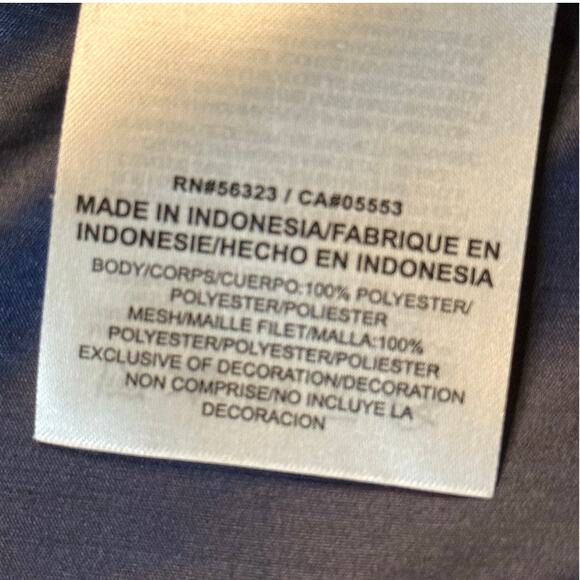 RN#56323 / CA#05553
MADE IN INDONESIA/FABRIQUE EN
INDONESIE/HECHO EN INDONESIA
BODY/CORPS/CUERPO:100% POLYESTER/
POLYESTER/POLIESTER
MESH/MAILLE FILET/MALLA:100%
POLYESTER/POLYESTER/POLIESTER
EXCLUSIVE OF DECORATION/DECORATION
NON COMPRISE/NO INCLUYE LA
DECORACION